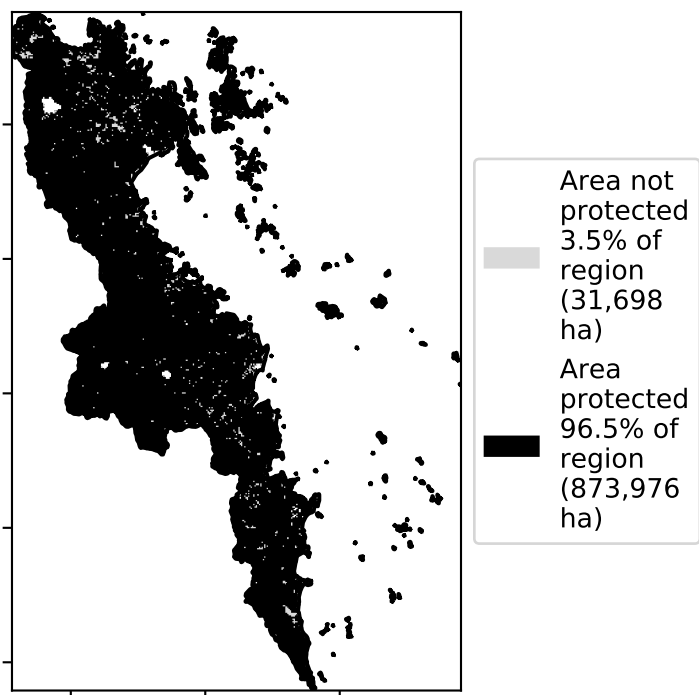 Area not
protected
3.5% of
region
(31,698
ha)
Area
protected
96.5% of
region
(873,976
ha)